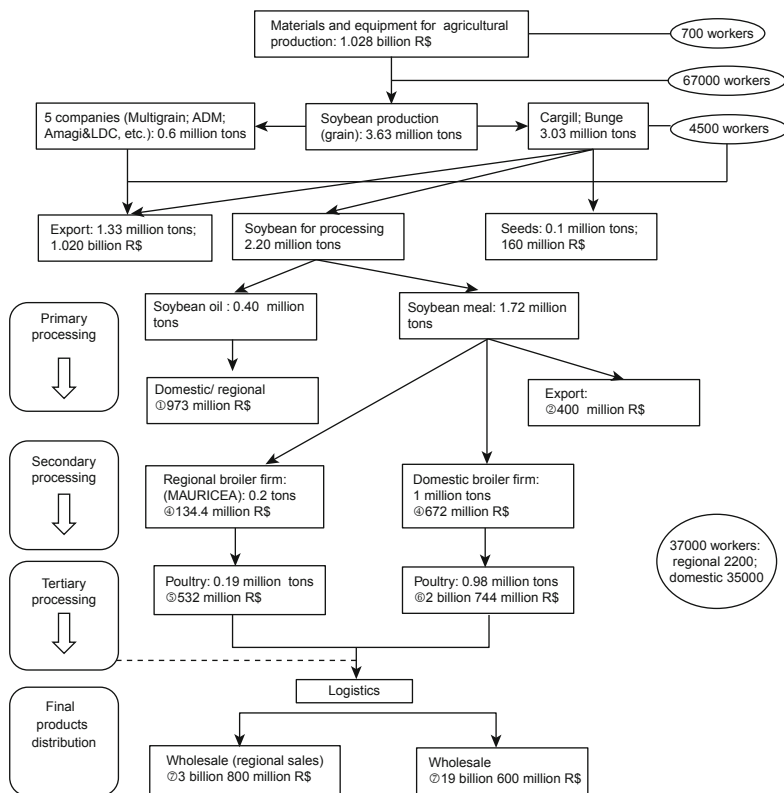 Materials and equipment for agricultural
production: 1.028 billion R$
700 workers
67000 workers
5 companies (Multigrain; ADM;
Amagi&LDC, etc.): 0.6 million tons
Soybean production
(grain): 3.63 million tons
Cargill; Bunge
3.03 million tons
4500 workers
Export: 1.33 million tons;
1.020 billion R$
Soybean for processing
2.20 million tons
Seeds: 0.1 million tons;
160 million R$
Primary
processing
Soybean oil : 0.40 million
tons
Soybean meal: 1.72 million
tons
Domestic/ regional
①973 million R$
Export:
②400 million R$
Secondary
processing
Regional broiler firm:
(MAURICEA): 0.2 tons
④134.4 million R$
Domestic broiler firm:
1 million tons
④672 million R$
37000 workers:
regional 2200;
domestic 35000
Tertiary
processing
Poultry: 0.19 million tons
⑤532 million R$
Poultry: 0.98 million tons
⑥2 billion 744 million R$
Logistics
Final
products
distribution
Wholesale (regional sales)
⑦3 billion 800 million R$
Wholesale
⑦19 billion 600 million R$